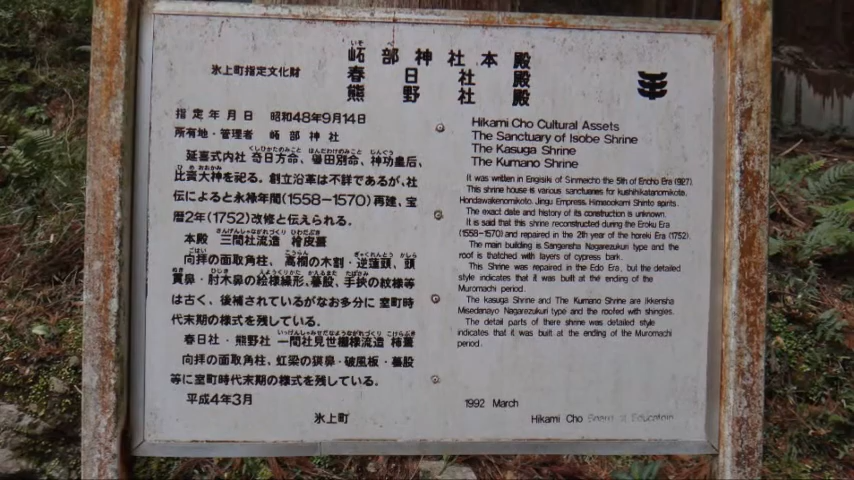 氷上町指定文化財
岼部神社本殿
春日社殿
熊野社殿
指定年月日 昭和48年9月14日
所有地・管理者 岼部神社
延喜式内社 奇日方命、誉田別命、神功皇后、
比賣大神を祀る。創立沿革は不詳であるが、社
伝によると永禄年間(1558－1570)再建、宝
暦2年(1752)改修と伝えられる。
本殿 三間社流造 檜皮葺
向拝の面取角柱、高欄の木割・逆蓮頭、頭
貫鼻・肘木鼻の絵様繰形、蟇股、手挟の紋様等
は古く、後補されているがなお多分に室町時
代末期の様式を残している。
春日社・熊野社 一間社見世棚様流造 杮葺
向拝の面取角柱、虹梁の猊鼻・破風板・蟇股
等に室町時代末期の様式を残している。
平成4年3月
氷上町
Hikami Cho Cultural Assets
The Sanctuary of Isobe Shrine
The Kasuga Shrine
The Kumano Shrine
It was written in Engisiki of Sinmeicho the 5th of Encho Era (927).
This shrine house is various sanctuaries for kushihikatanomikote,
Hondawakenomikoto, Jingu Empress, Himeookami Shinto spirits.
The exact date and history of its construction is unknown.
It is said that this shrine reconstructed during the Eroku Era
(1558-1570) and repaired in the 2th year of the horeki Era (1752).
The main building is Sangensha Nagarezukuri type and the
roof is thatched with layers of cypress bark.
This Shrine was repaired in the Edo Era, but the detailed
style indicates that it was built at the ending of the
Muromachi period.
The kasuga Shrine and The Kumano Shrine are Ikkensha
Misedanayo Nagarezukuri type and the roofed with shingles.
The detail parts of there shrine was detailed style
indicates that it was built at the ending of the Muromachi
period.
1992 March
Hikami Cho Board of Education